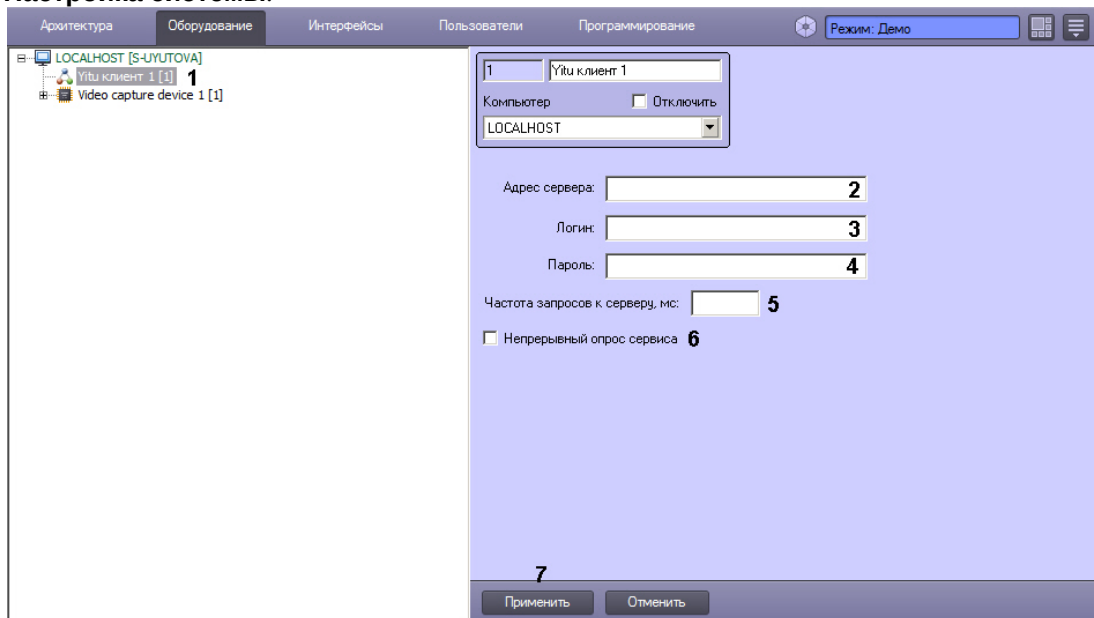 Архитектура Оборудование Интерфейсы Пользователи Программирование Режим: Демо
LOCALHOST [S-UYUTOVA]
Yitu клиент 1 [1] 1
Video capture device 1 [1]
1 Yitu клиент 1
Компьютер Отключить
LOCALHOST
Адрес сервера: 2
Логин: 3
Пароль: 4
Частота запросов к серверу, мс: 5
Непрерывный опрос сервиса 6
7
Применить Отменить